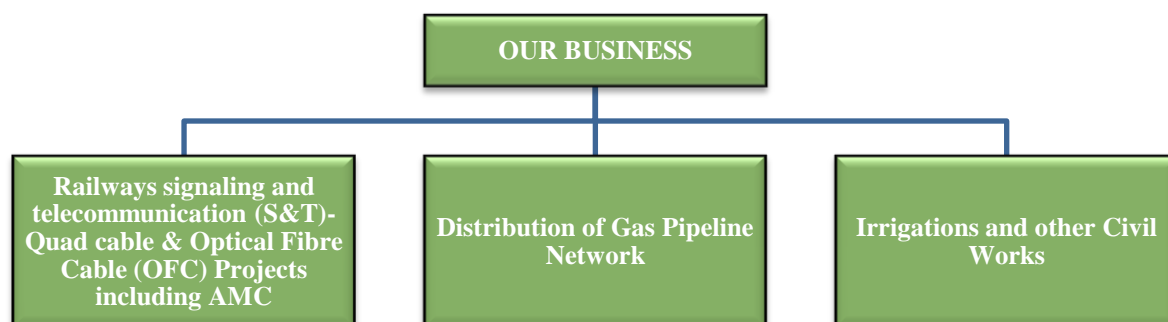 OUR BUSINESS
Railways signaling and
telecommunication (S&T)-
Quad cable & Optical Fibre
Cable (OFC) Projects
including AMC
Distribution of Gas Pipeline
Network
Irrigations and other Civil
Works